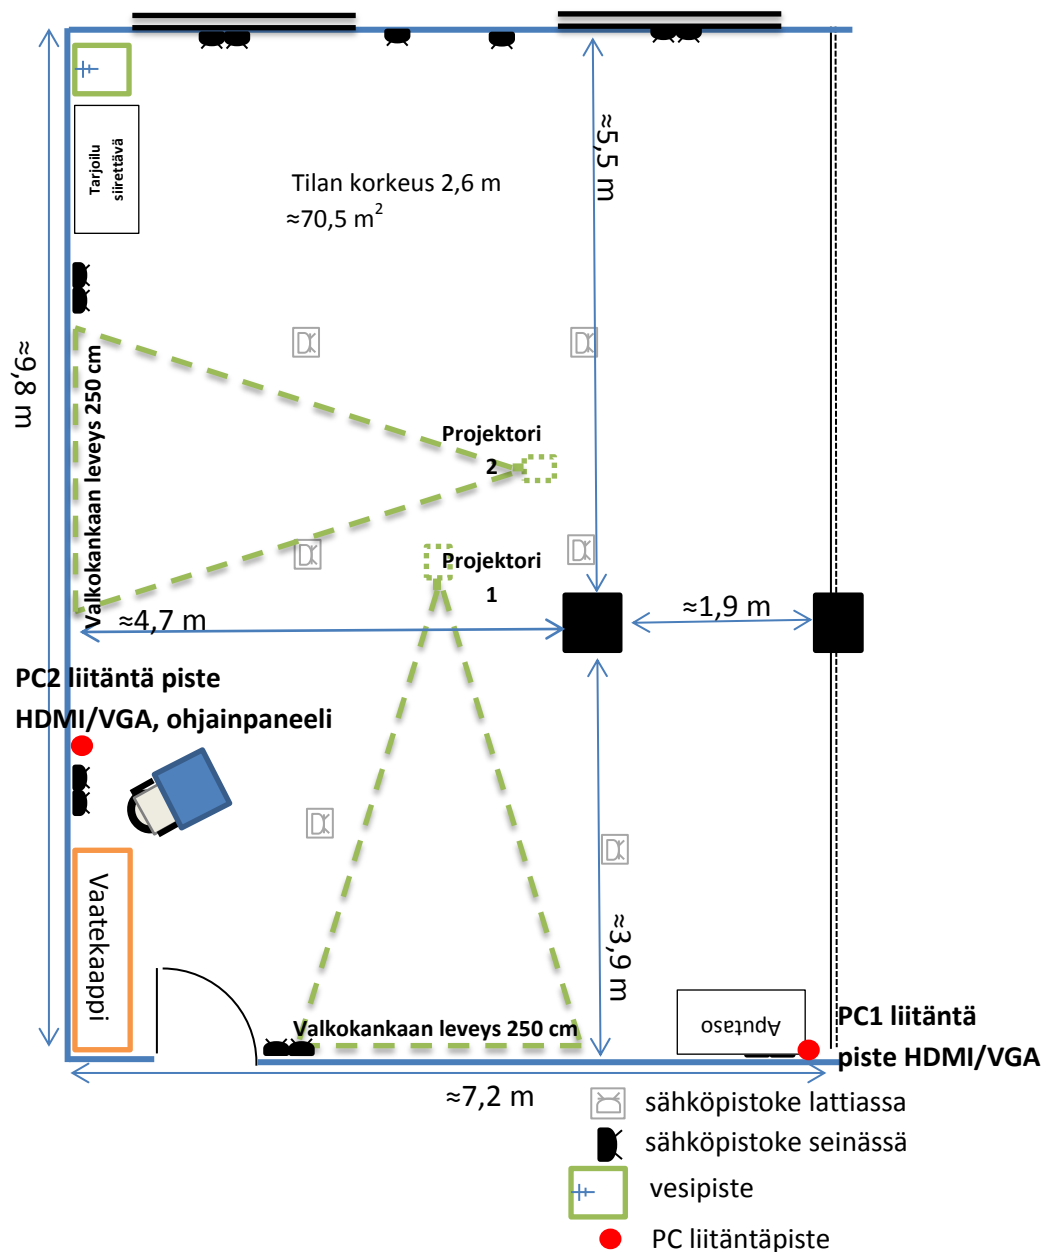 ≈5,5 m
Tarjoilu
siirettävä
Tilan korkeus 2,6 m
≈70,5 m²
≈9,8 m
Valkokankaan leveys 250 cm
Projektori
2
Projektori
1
≈4,7 m
≈1,9 m
PC2 liitäntä piste
HDMI/VGA, ohjainpaneeli
Vaatekaappi
≈3,9 m
Valkokankaan leveys 250 cm
Aputaso
PC1 liitäntä
piste HDMI/VGA
≈7,2 m
sähköpistoke lattiassa
sähköpistoke seinässä
vesipiste
PC liitäntäpiste